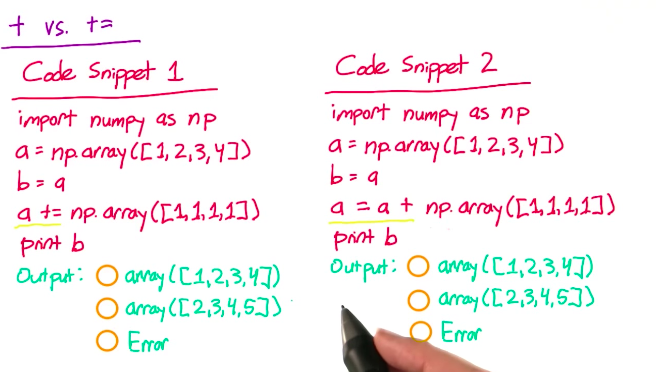 + vs. +=
Code Snippet 1
import numpy as np
a = np.array([1,2,3,4])
b = a
a += np.array([1,1,1,1])
print b
Output: array([1,2,3,4])
array([2,3,4,5])
Error
Code Snippet 2
import numpy as np
a = np.array([1,2,3,4])
b = a
a = a + np.array([1,1,1,1])
print b
Output: array([1,2,3,4])
array([2,3,4,5])
Error